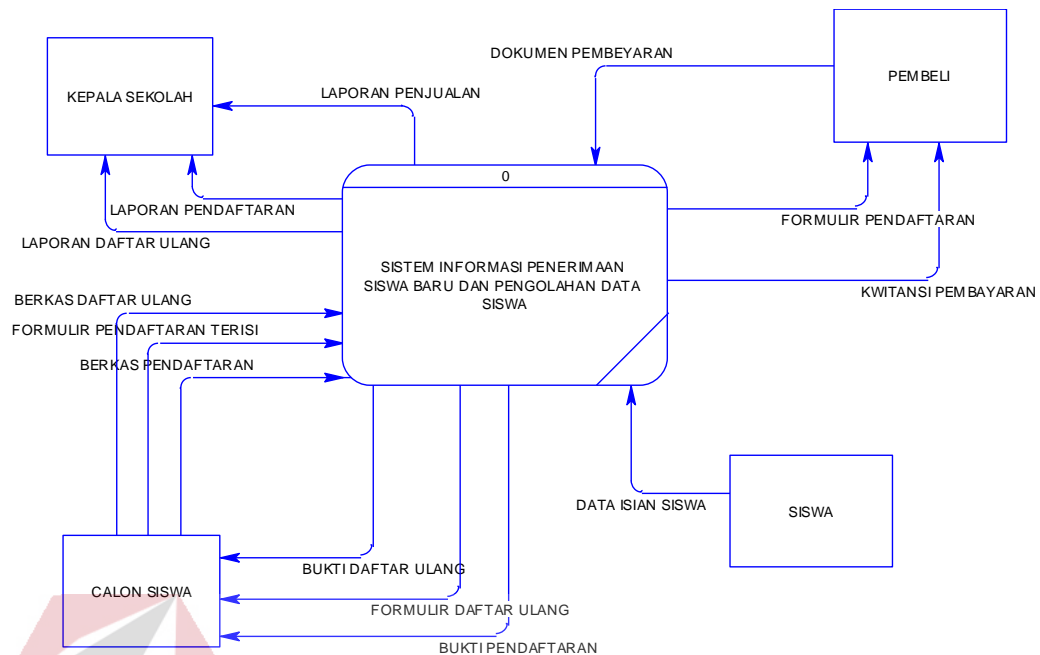 DOKUMEN PEMBEYARAN
KEPALA SEKOLAH
PEMBELI
LAPORAN PENJUALAN
0
LAPORAN PENDAFTARAN
FORMULIR PENDAFTARAN
LAPORAN DAFTAR ULANG
SISTEM INFORMASI PENERIMAAN
SISWA BARU DAN PENGOLAHAN DATA
SISWA
KWITANSI PEMBAYARAN
BERKAS DAFTAR ULANG
FORMULIR PENDAFTARAN TERISI
BERKAS PENDAFTARAN
DATA ISIAN SISWA
SISWA
BUKTI DAFTAR ULANG
CALON SISWA
FORMULIR DAFTAR ULANG
BUKTI PENDAFTARAN